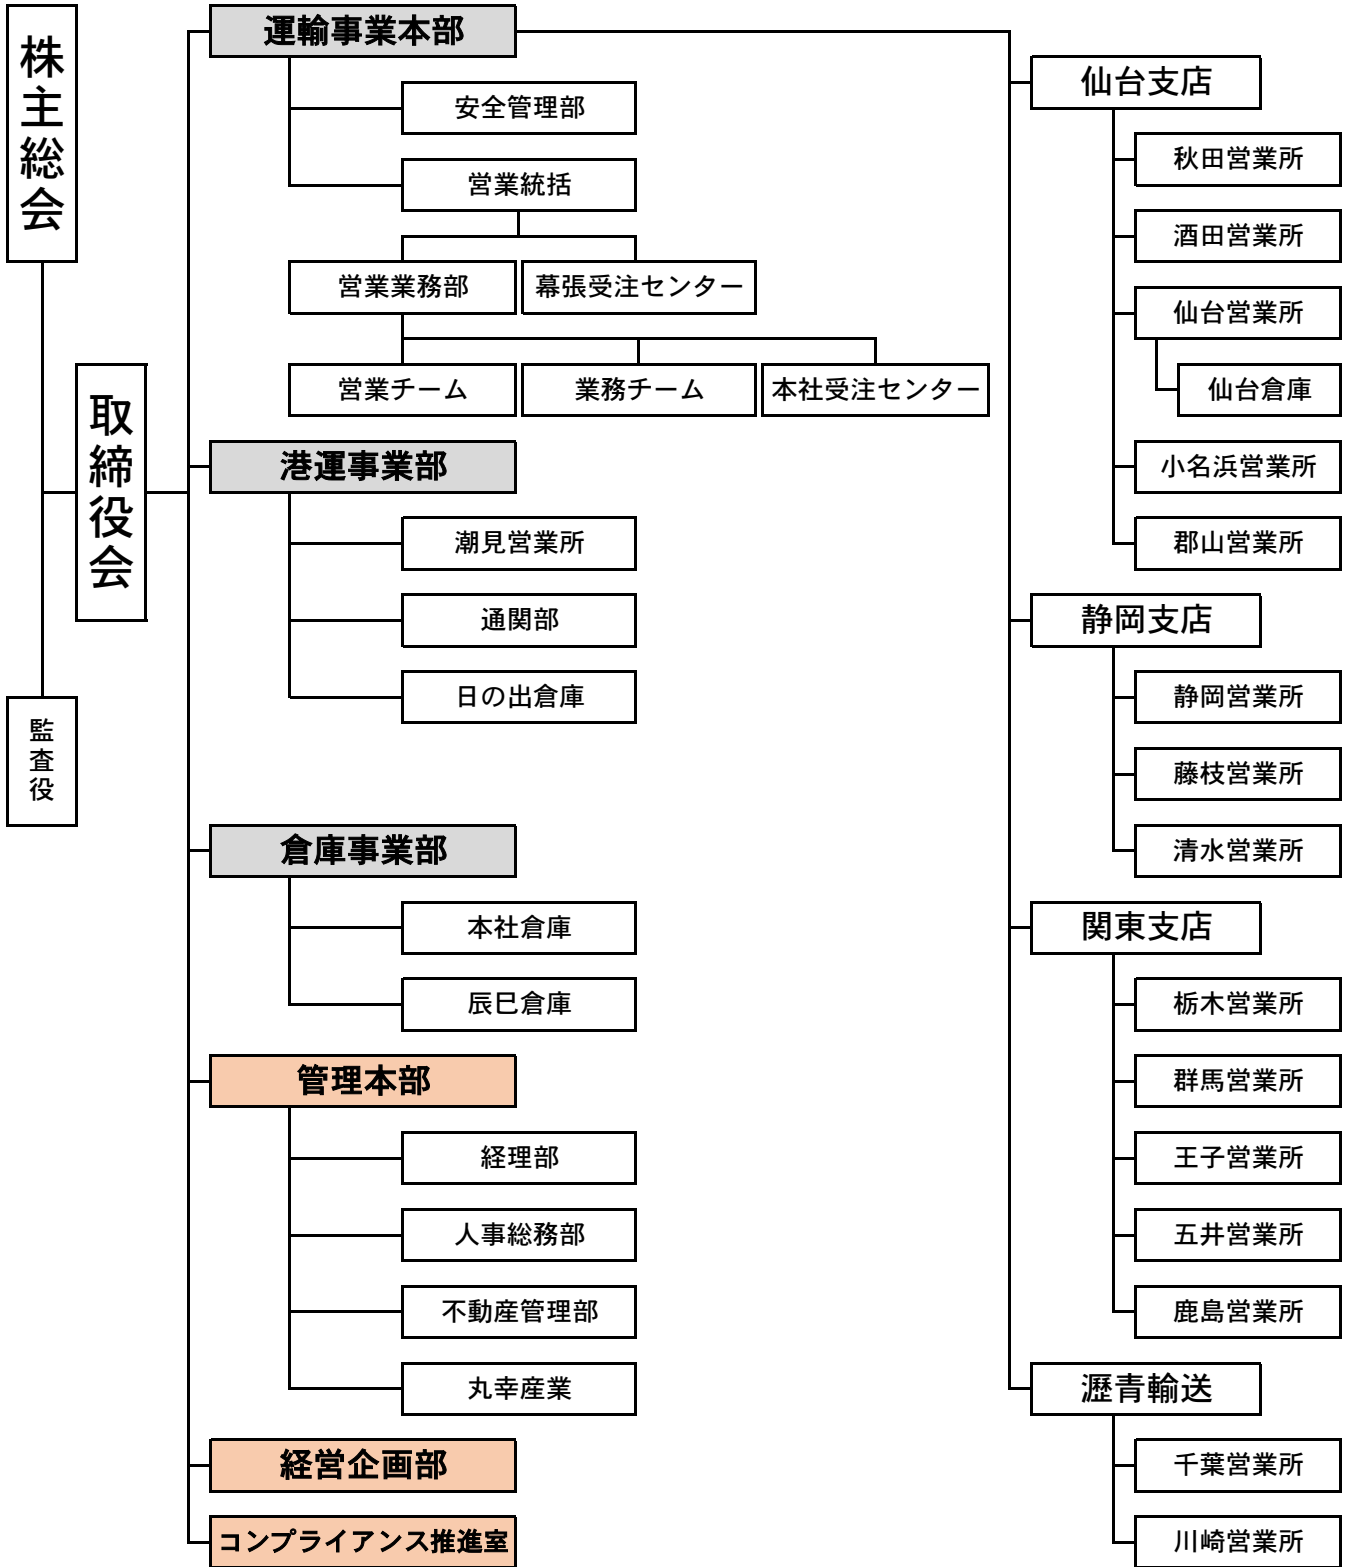 株主総会
取締役会
監査役
運輸事業本部
安全管理部
営業統括
営業業務部
幕張受注センター
営業チーム
業務チーム
本社受注センター
港運事業部
潮見営業所
通関部
日の出倉庫
倉庫事業部
本社倉庫
辰巳倉庫
管理本部
経理部
人事総務部
不動産管理部
丸幸産業
経営企画部
コンプライアンス推進室
仙台支店
秋田営業所
酒田営業所
仙台営業所
仙台倉庫
小名浜営業所
郡山営業所
静岡支店
静岡営業所
藤枝営業所
清水営業所
関東支店
栃木営業所
群馬営業所
王子営業所
五井営業所
鹿島営業所
瀝青輸送
千葉営業所
川崎営業所